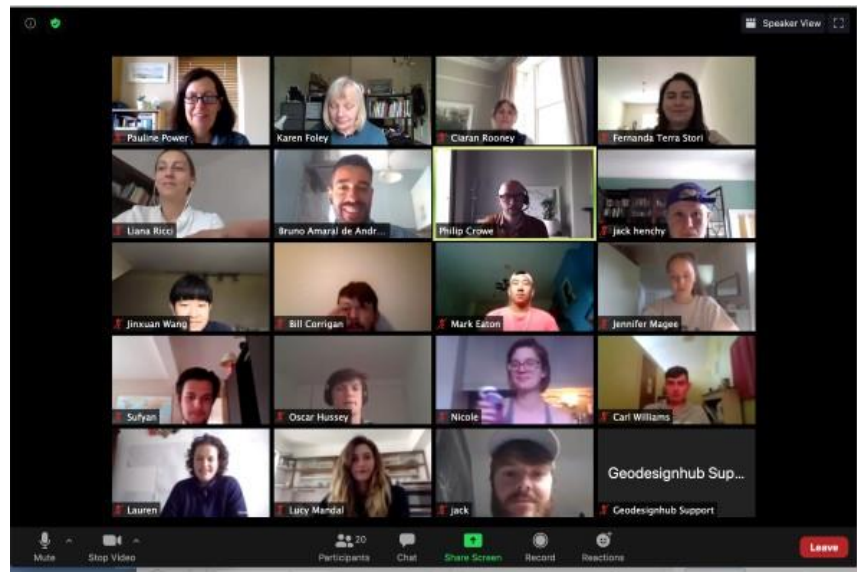 Speaker View
Pauline Power
Karen Foley
Ciaran Rooney
Fernanda Terra Stori
Liana Ricci
Bruno Amaral de Andr...
Philip Crowe
jack henchy
Jinxuan Wang
Bill Corrigan
Mark Eaton
Jennifer Magee
Sufyan
Oscar Hussey
Nicole
Carl Williams
Lauren
Lucy Mandal
jack
Geodesignhub Sup...
Geodesignhub Support
Mute
Stop Video
20
Participants
Chat
Share Screen
Record
Reactions
Leave